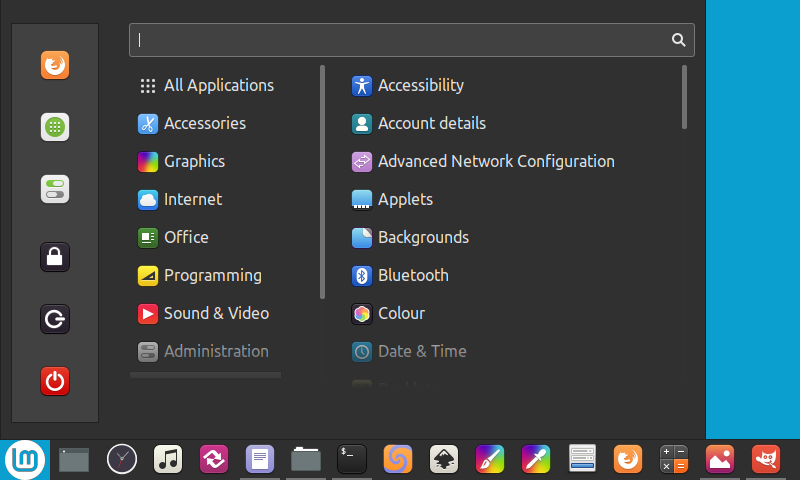 All Applications
Accessories
Graphics
Internet
Office
Programming
Sound & Video
Administration
Accessibility
Account details
Advanced Network Configuration
Applets
Backgrounds
Bluetooth
Colour
Date & Time